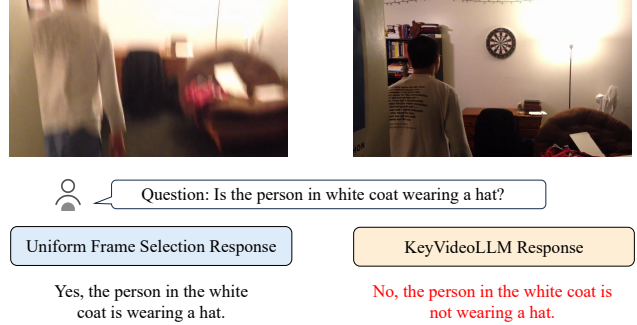 Question: Is the person in white coat wearing a hat?
Uniform Frame Selection Response
KeyVideoLLM Response
Yes, the person in the white
coat is wearing a hat.
No, the person in the white coat is
not wearing a hat.